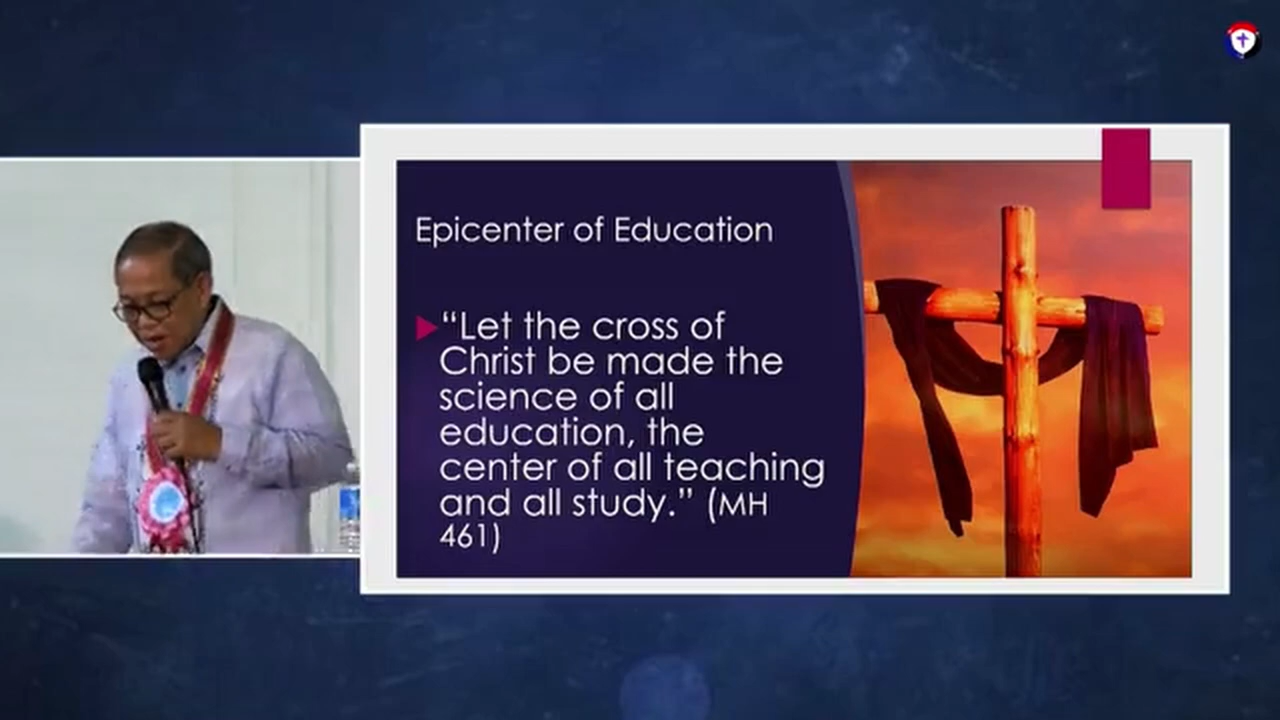 Epicenter of Education
“Let the cross of
Christ be made the
science of all
education, the
center of all teaching
and all study.” (MH
461)